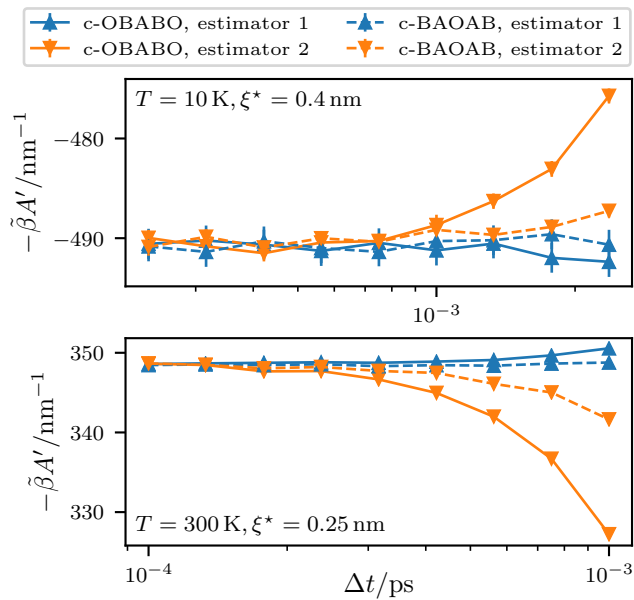 c-OBABO, estimator 1 c-BAOAB, estimator 1
c-OBABO, estimator 2 c-BAOAB, estimator 2
T = 10 K, ξ⋆ = 0.4 nm
−480
−490
−β̃A′/nm⁻¹
10⁻³
350
340
330
−β̃A′/nm⁻¹
T = 300 K, ξ⋆ = 0.25 nm
10⁻⁴ 10⁻³
Δt/ps